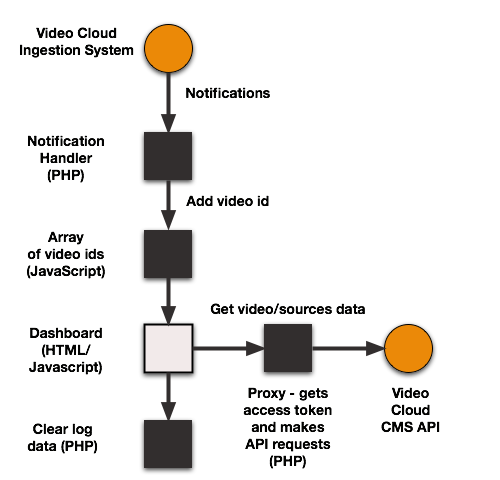 Video Cloud
Ingestion System
Notifications
Notification
Handler
(PHP)
Add video id
Array
of video ids
(JavaScript)
Get video/sources data
Dashboard
(HTML/
Javascript)
Proxy - gets
access token
and makes
API requests
(PHP)
Video
Cloud
CMS API
Clear log
data (PHP)